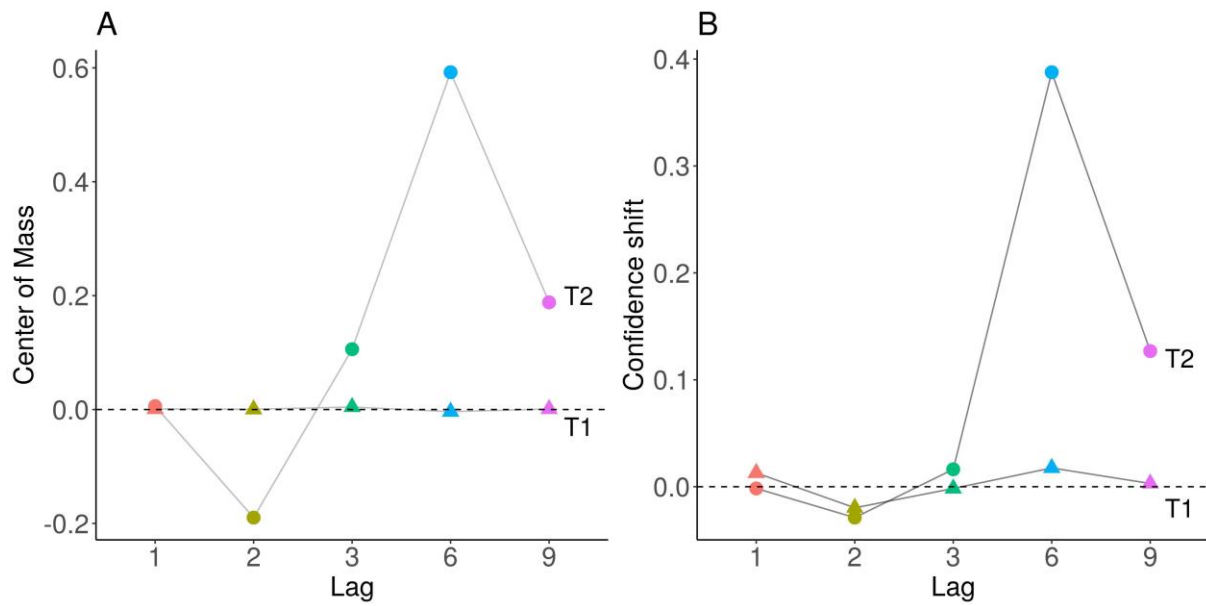 A
Center of Mass
0.6
0.4
0.2
0.0
-0.2
T2
T1
1 2 3 6 9
Lag
B
Confidence shift
0.4
0.3
0.2
0.1
0.0
T2
T1
1 2 3 6 9
Lag